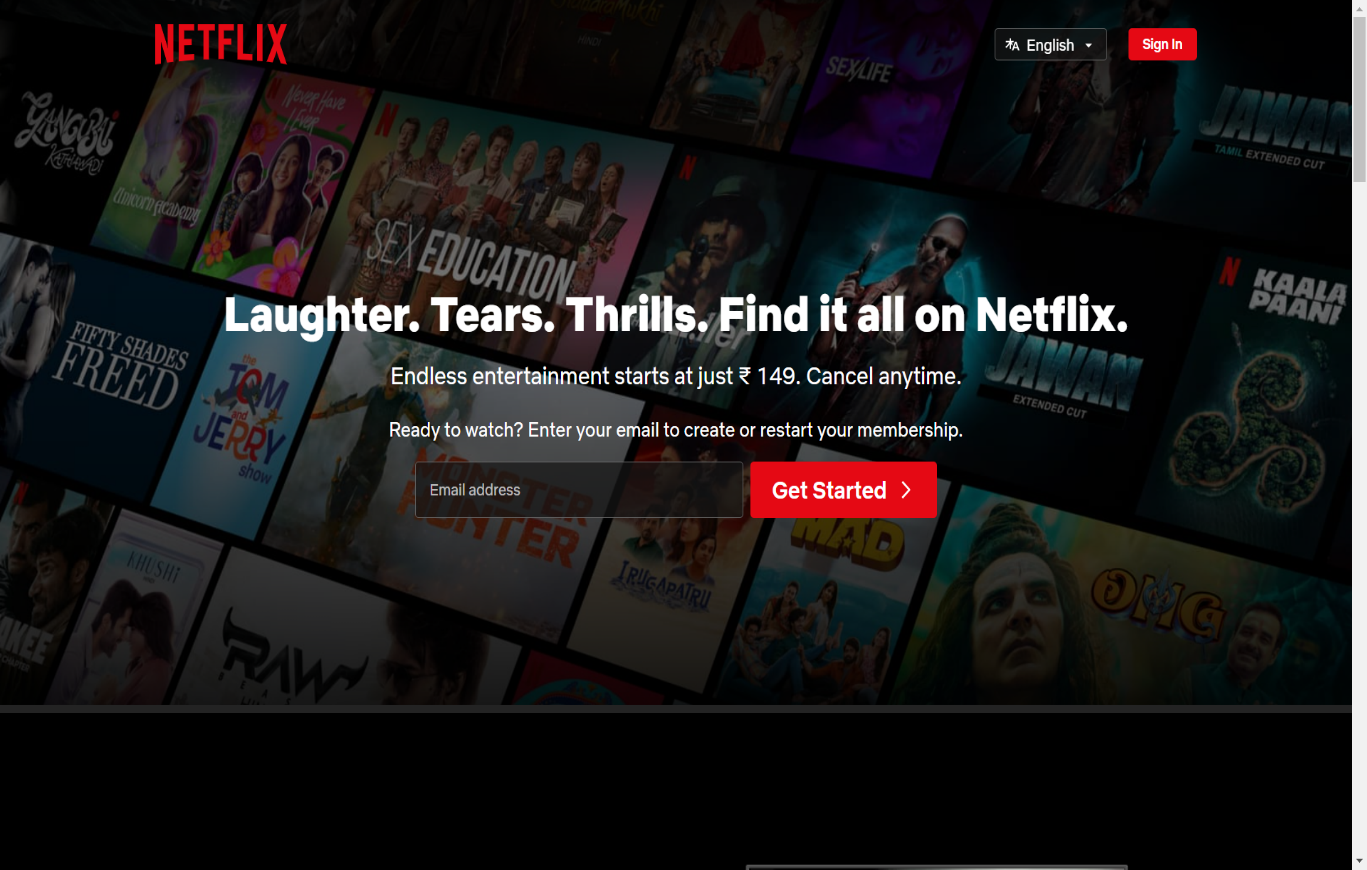 NETFLIX
English
Sign In
HINDI
SEX/LIFE
JAWAN
TAMIL EXTENDED CUT
GANGUBAI
KATHIAWADI
Unicorn Academy
Never Have
I Ever
SEX EDUCATION
KAALA
PAANI
Laughter. Tears. Thrills. Find it all on Netflix.
FIFTY SHADES
FREED
the
TOM
and
JERRY
show
JAWAN
EXTENDED CUT
Endless entertainment starts at just ₹ 149. Cancel anytime.
Ready to watch? Enter your email to create or restart your membership.
Email address
Get Started
MONSTER
HUNTER
MAD
IRUGAPATRU
KHUSHI
OMG
RAW